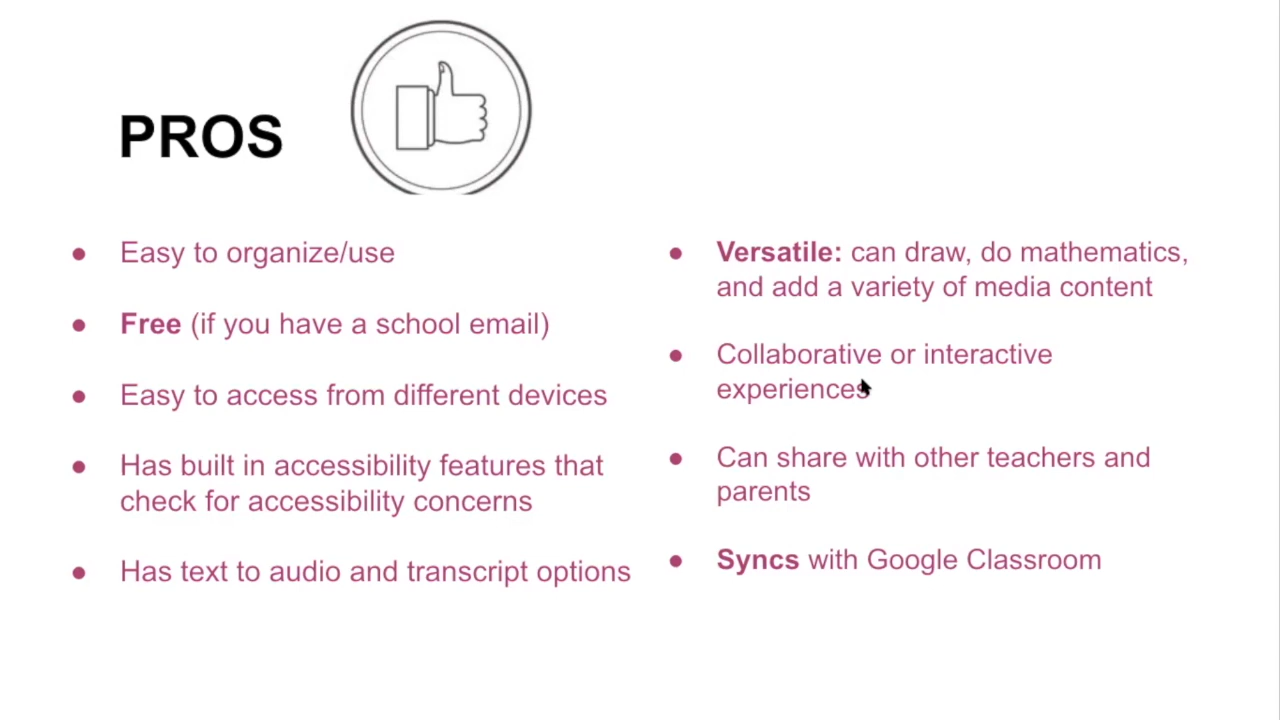 PROS
● Easy to organize/use
● Free (if you have a school email)
● Easy to access from different devices
● Has built in accessibility features that
check for accessibility concerns
● Has text to audio and transcript options
● Versatile: can draw, do mathematics,
and add a variety of media content
● Collaborative or interactive
experiences
● Can share with other teachers and
parents
● Syncs with Google Classroom